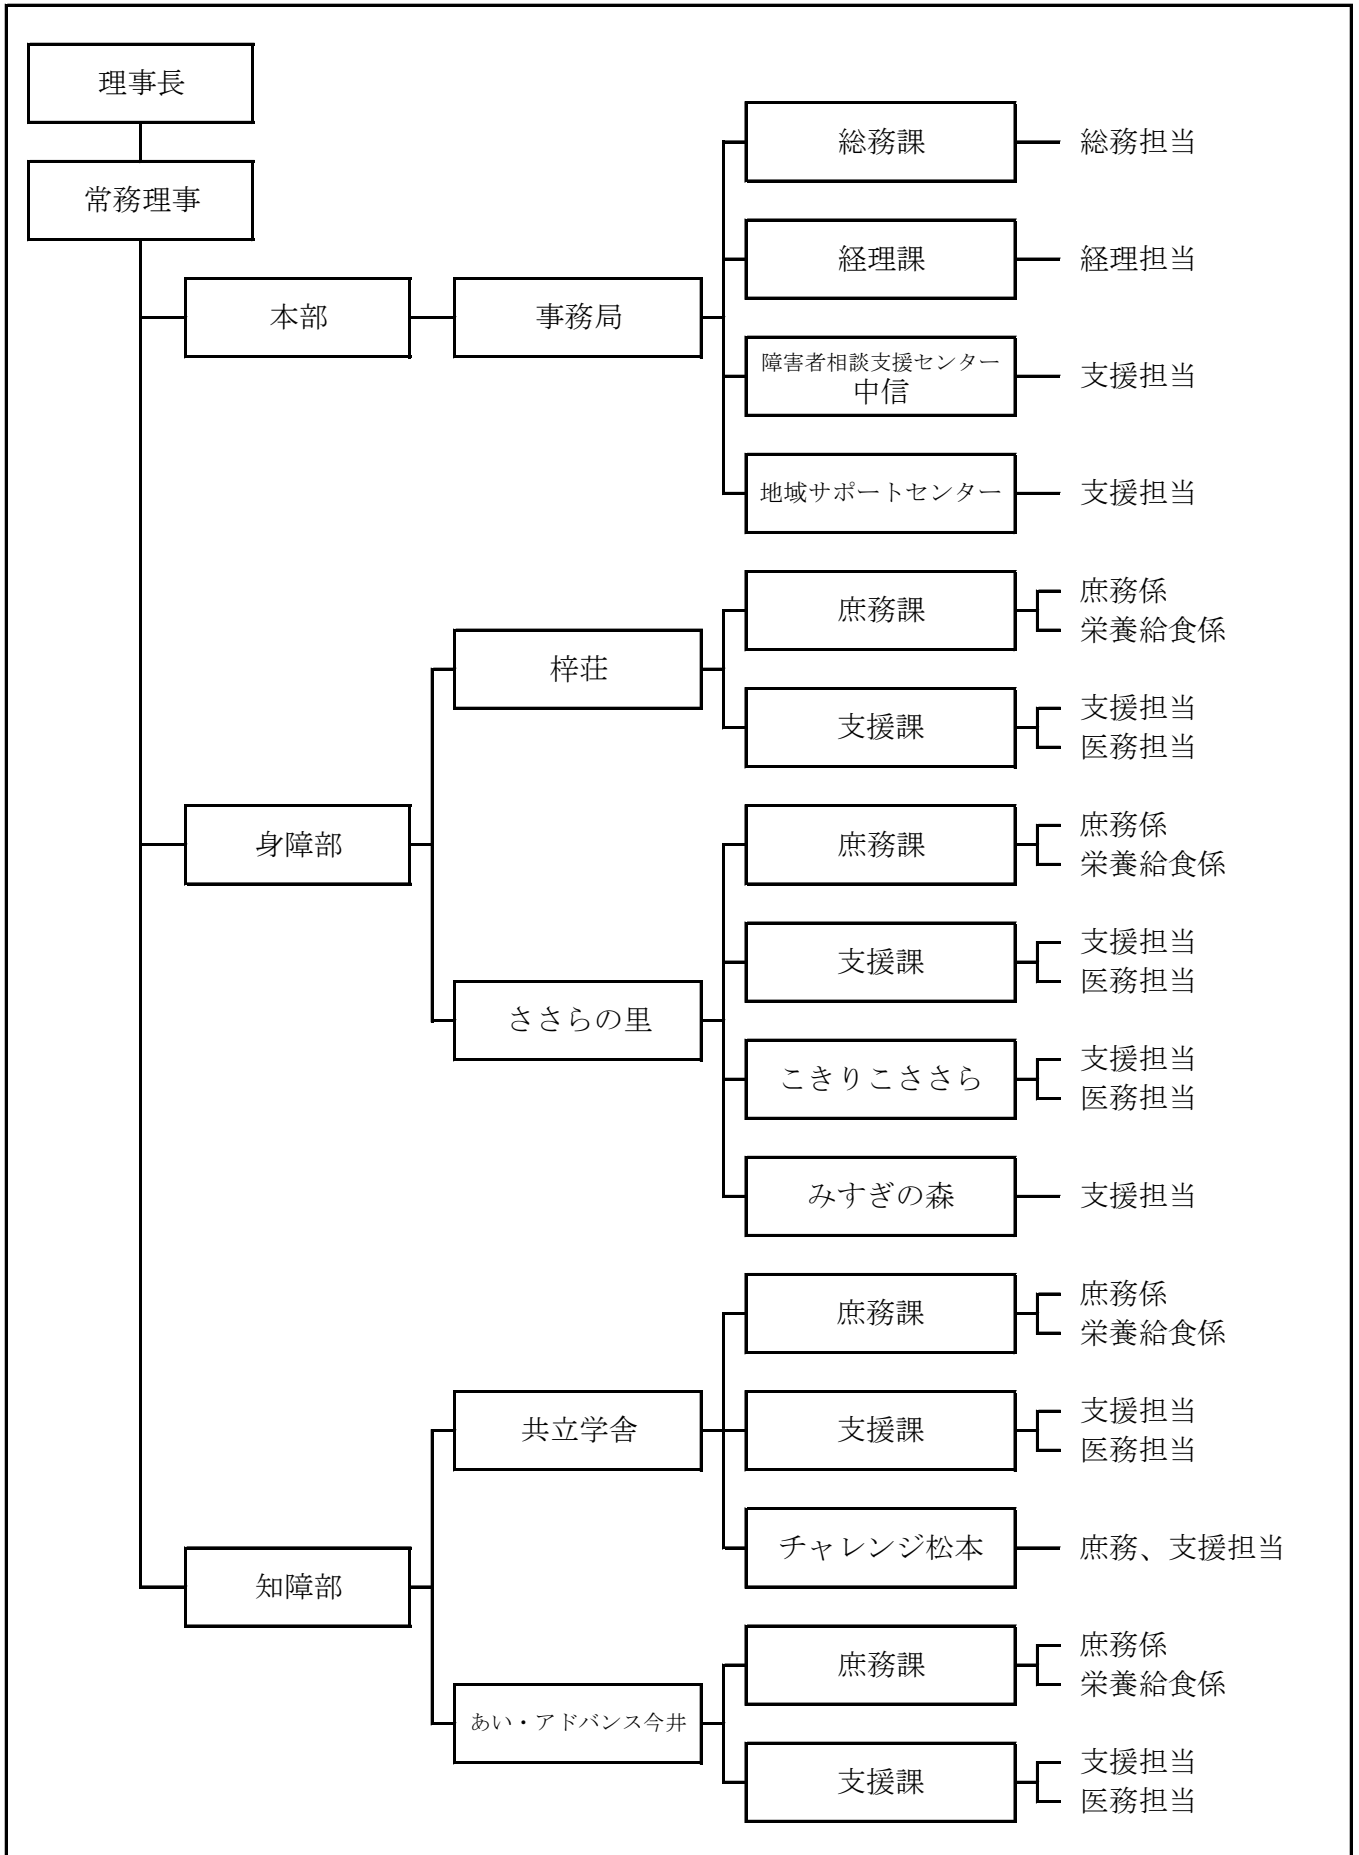 理事長
常務理事
本部
事務局
総務課
総務担当
経理課
経理担当
障害者相談支援センター
中信
支援担当
地域サポートセンター
支援担当
身障部
梓荘
庶務課
庶務係
栄養給食係
支援課
支援担当
医務担当
ささらの里
庶務課
庶務係
栄養給食係
支援課
支援担当
医務担当
こきりこささら
支援担当
医務担当
みすぎの森
支援担当
知障部
共立学舎
庶務課
庶務係
栄養給食係
支援課
支援担当
医務担当
チャレンジ松本
庶務、支援担当
あい・アドバンス今井
庶務課
庶務係
栄養給食係
支援課
支援担当
医務担当